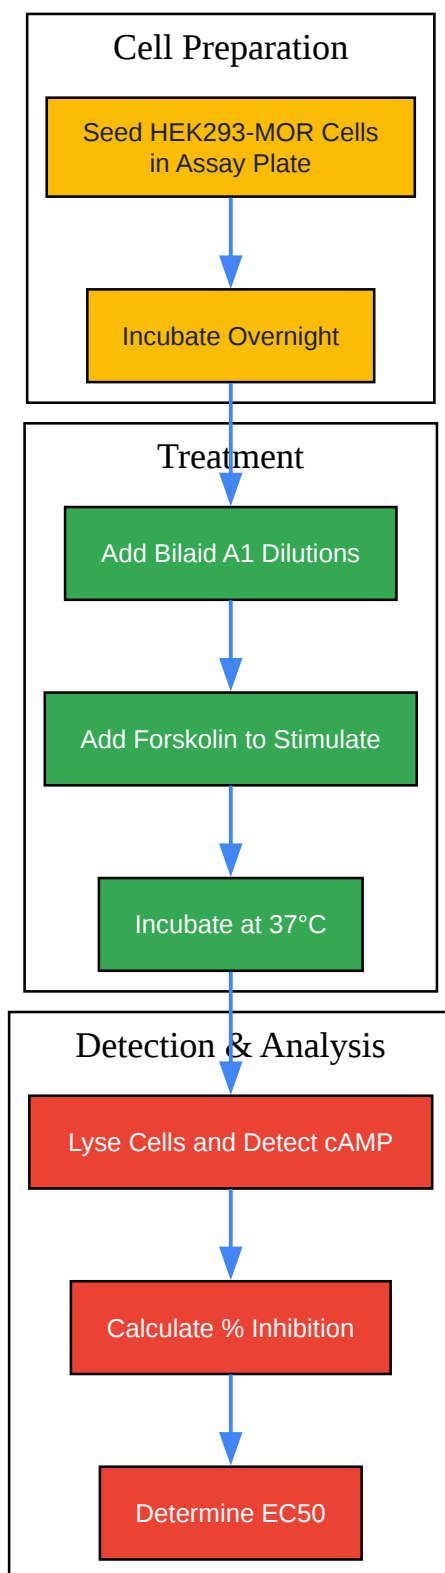 Cell Preparation
Seed HEK293-MOR Cells
in Assay Plate
Incubate Overnight
Treatment
Add Bilaid A1 Dilutions
Add Forskolin to Stimulate
Incubate at 37°C
Detection & Analysis
Lyse Cells and Detect cAMP
Calculate % Inhibition
Determine EC50